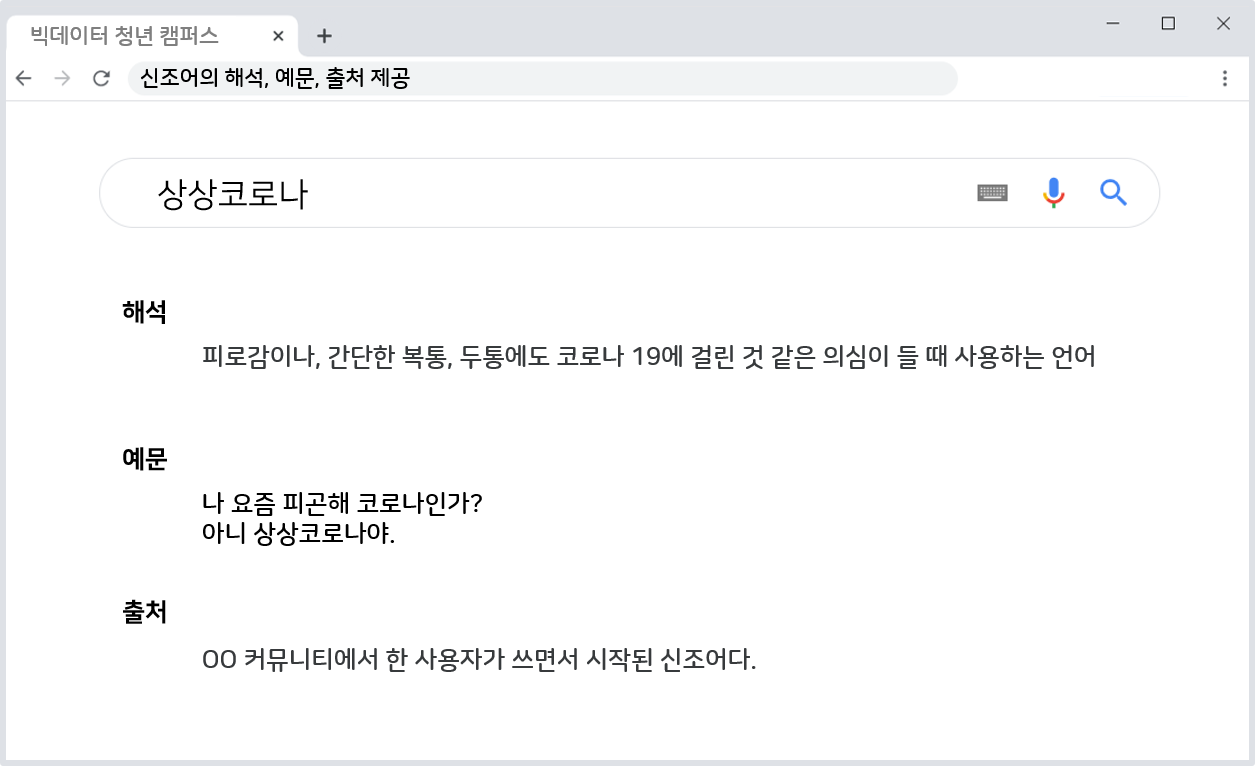 빅데이터 청년 캠퍼스
신조어의 해석, 예문, 출처 제공
상상코로나
해석
피로감이나, 간단한 복통, 두통에도 코로나 19에 걸린 것 같은 의심이 들 때 사용하는 언어
예문
나 요즘 피곤해 코로나인가?
아니 상상코로나야.
출처
OO 커뮤니티에서 한 사용자가 쓰면서 시작된 신조어다.